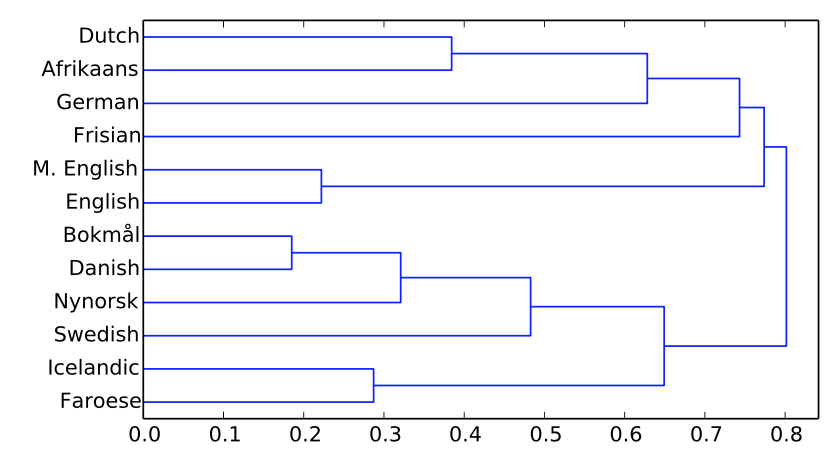 Dutch
Afrikaans
German
Frisian
M. English
English
Bokmål
Danish
Nynorsk
Swedish
Icelandic
Faroese
0.0 0.1 0.2 0.3 0.4 0.5 0.6 0.7 0.8